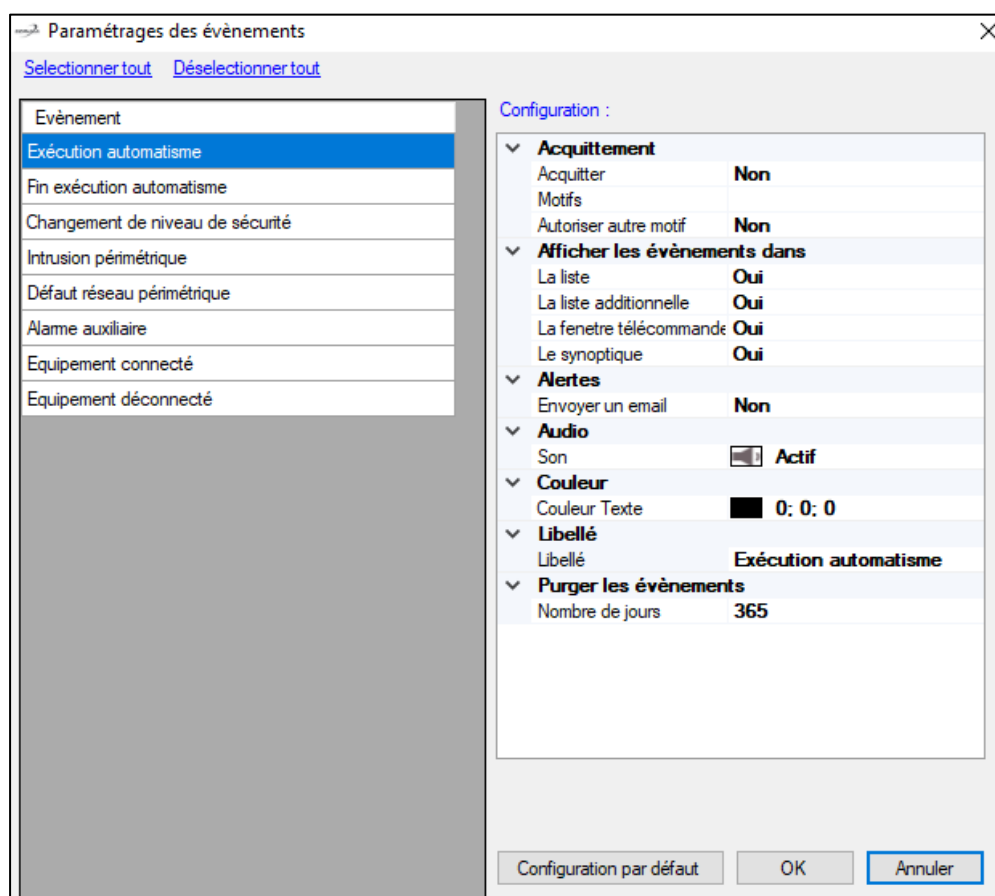 Paramétrages des évènements
Selectionner tout Déselectionner tout
Evènement
Exécution automatisme
Fin exécution automatisme
Changement de niveau de sécurité
Intrusion périmétrique
Défaut réseau périmétrique
Alarme auxiliaire
Equipement connecté
Equipement déconnecté
Configuration :
Acquittement
Acquitter Non
Motifs
Autoriser autre motif Non
Afficher les évènements dans
La liste Oui
La liste additionnelle Oui
La fenetre télécommande Oui
Le synoptique Oui
Alertes
Envoyer un email Non
Audio
Son Actif
Couleur
Couleur Texte 0; 0; 0
Libellé
Libellé Exécution automatisme
Purger les évènements
Nombre de jours 365
Configuration par défaut OK Annuler